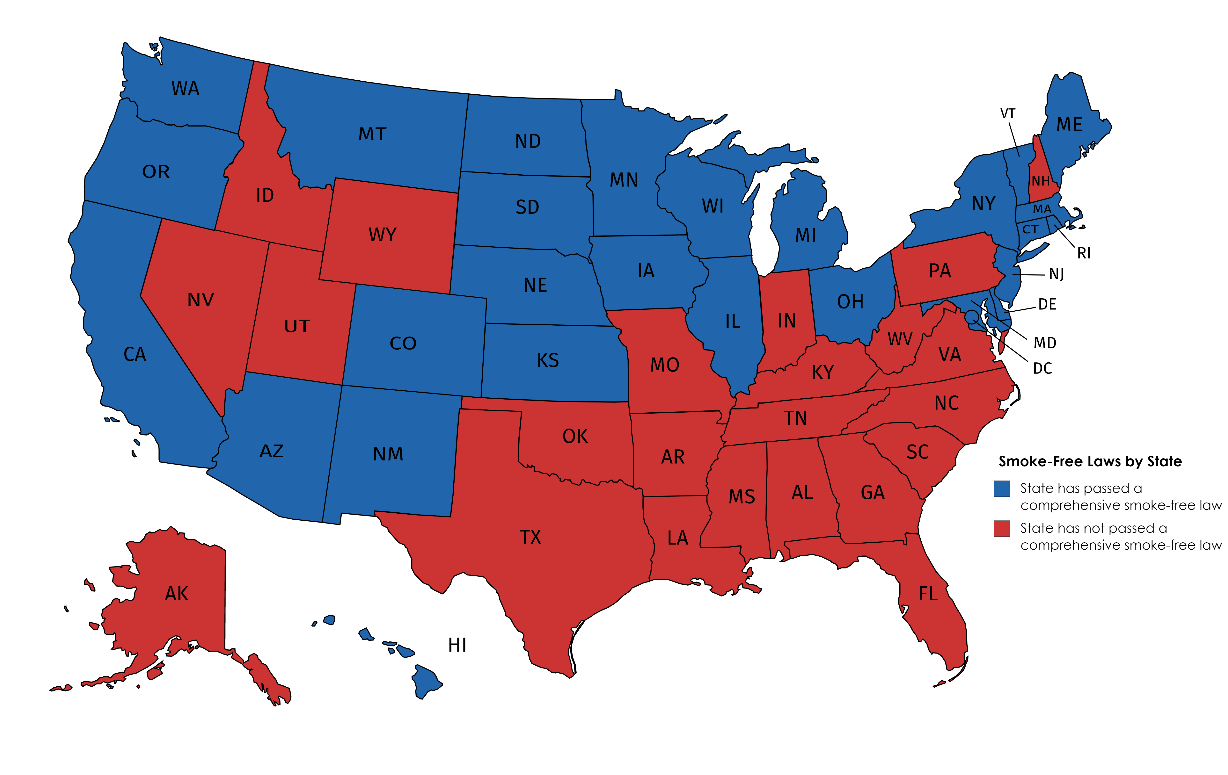 WA
MT
ND
MN
VT
ME
OR
ID
SD
WI
MI
NY
NH
MA
CT
RI
WY
NE
IA
PA
NJ
NV
UT
CO
KS
IL
IN
OH
DE
MD
DC
CA
MO
KY
WV
VA
AZ
NM
OK
AR
TN
NC
SC
MS
AL
GA
TX
LA
FL
AK
HI
Smoke-Free Laws by State
State has passed a
comprehensive smoke-free law
State has not passed a
comprehensive smoke-free law